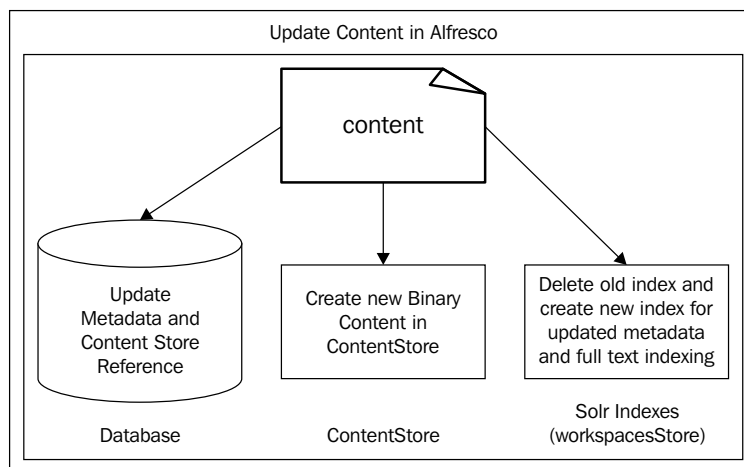 Update Content in Alfresco
content
Update
Metadata and
Content Store
Reference
Create new Binary
Content in
ContentStore
Delete old index and
create new index for
updated metadata
and full text indexing
Database
ContentStore
Solr Indexes
(workspacesStore)